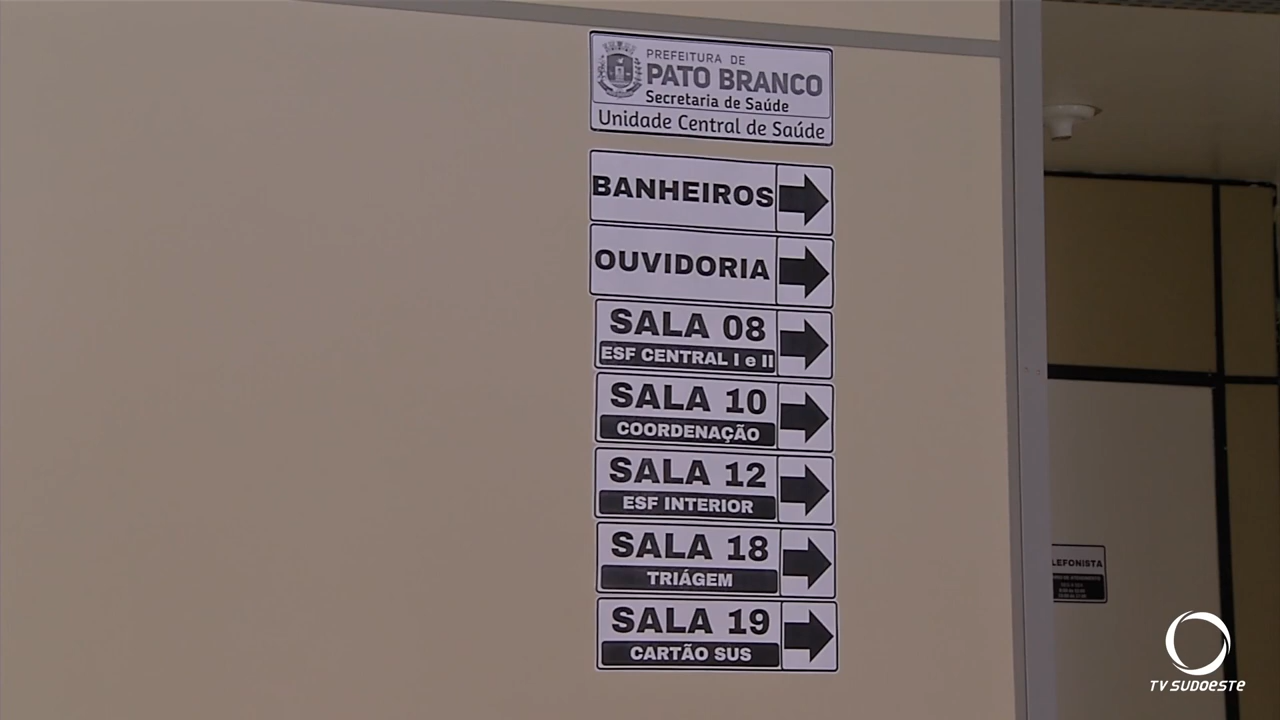 PREFEITURA DE
PATO BRANCO
Secretaria de Saúde
Unidade Central de Saúde
BANHEIROS
OUVIDORIA
SALA 08
ESF CENTRAL I e II
SALA 10
COORDENAÇÃO
SALA 12
ESF INTERIOR
SALA 18
TRIÁGEM
SALA 19
CARTÃO SUS
LEFONISTA
TV SUDOESTE